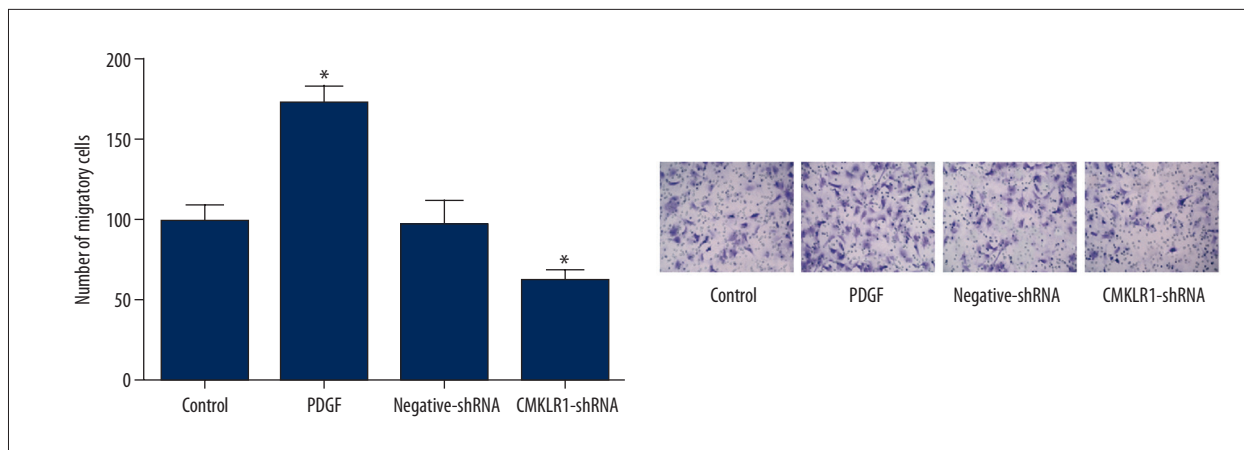 Number of migratory cells
200
150
100
50
0
*
*
Control
PDGF
Negative-shRNA
CMKLR1-shRNA
Control
PDGF
Negative-shRNA
CMKLR1-shRNA